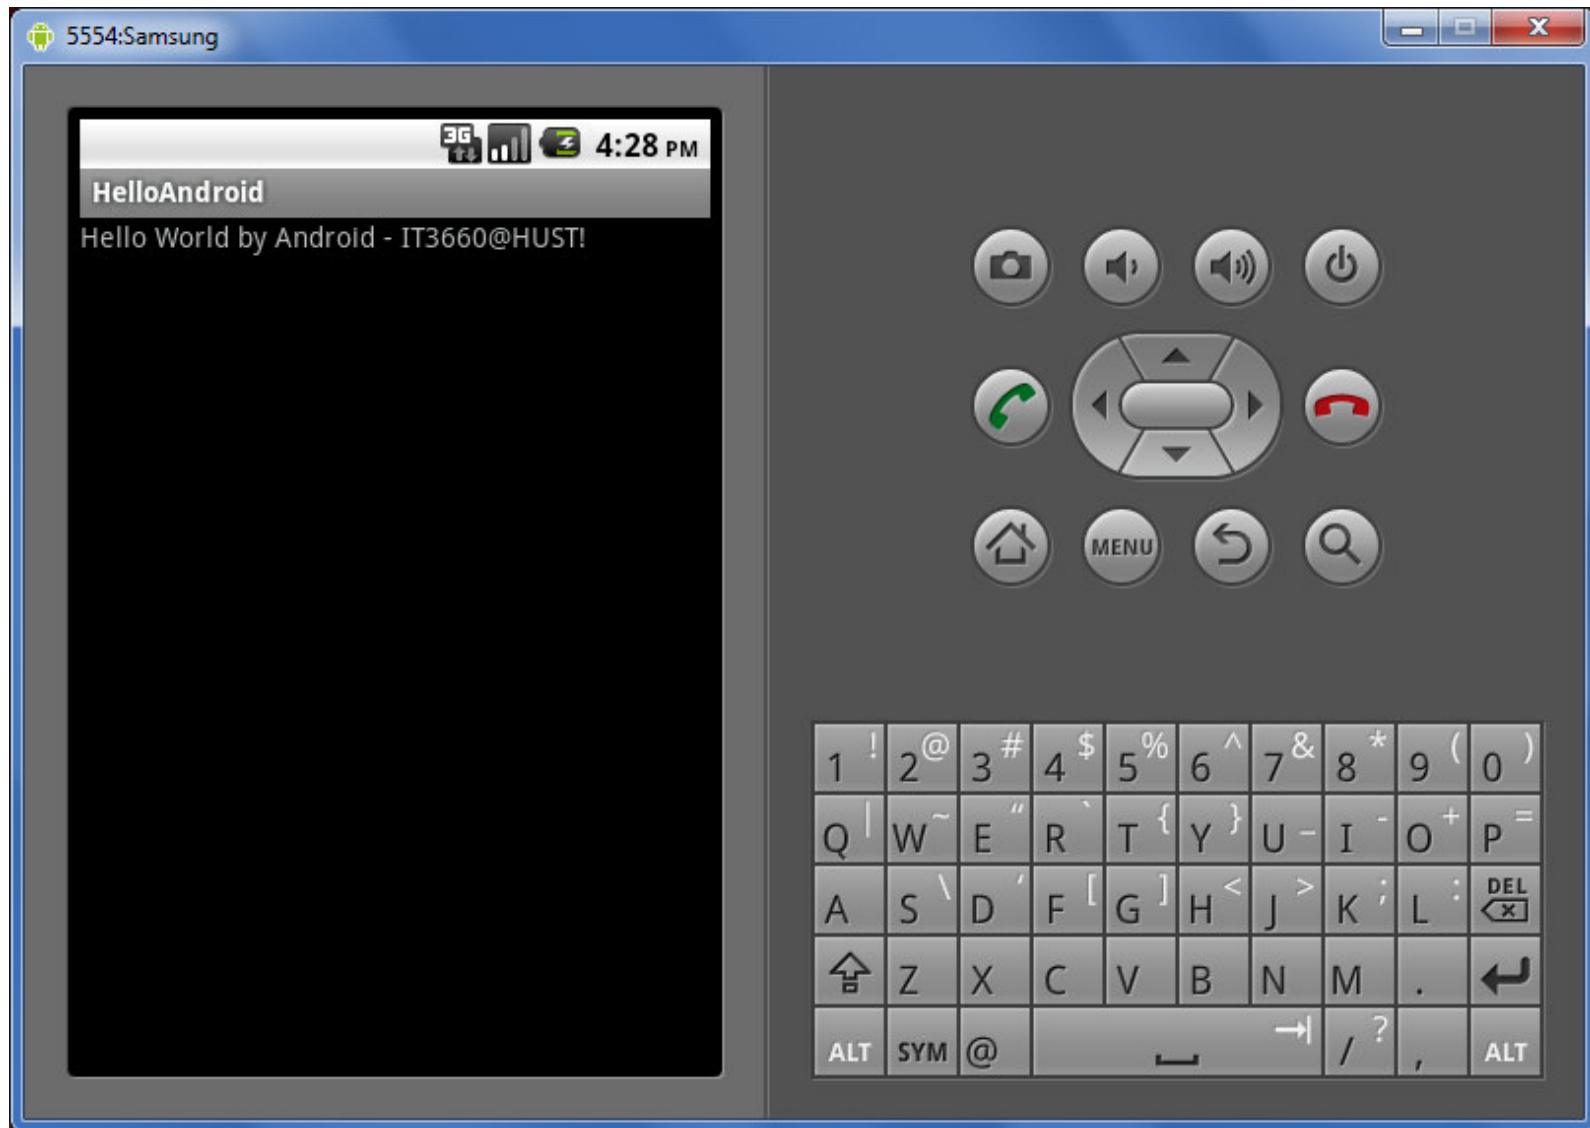 5554:Samsung
3G 4:28 PM
HelloAndroid
Hello World by Android - IT3660@HUST!
MENU
1 ! 2 @ 3 # 4 $ 5 % 6 ^ 7 & 8 * 9 ( 0 )
Q | W ~ E " R ` T { Y } U _ I - O + P =
A S \ D ' F [ G ] H < J > K ; L : DEL
Z X C V B N M .
ALT SYM @ / ? , ALT